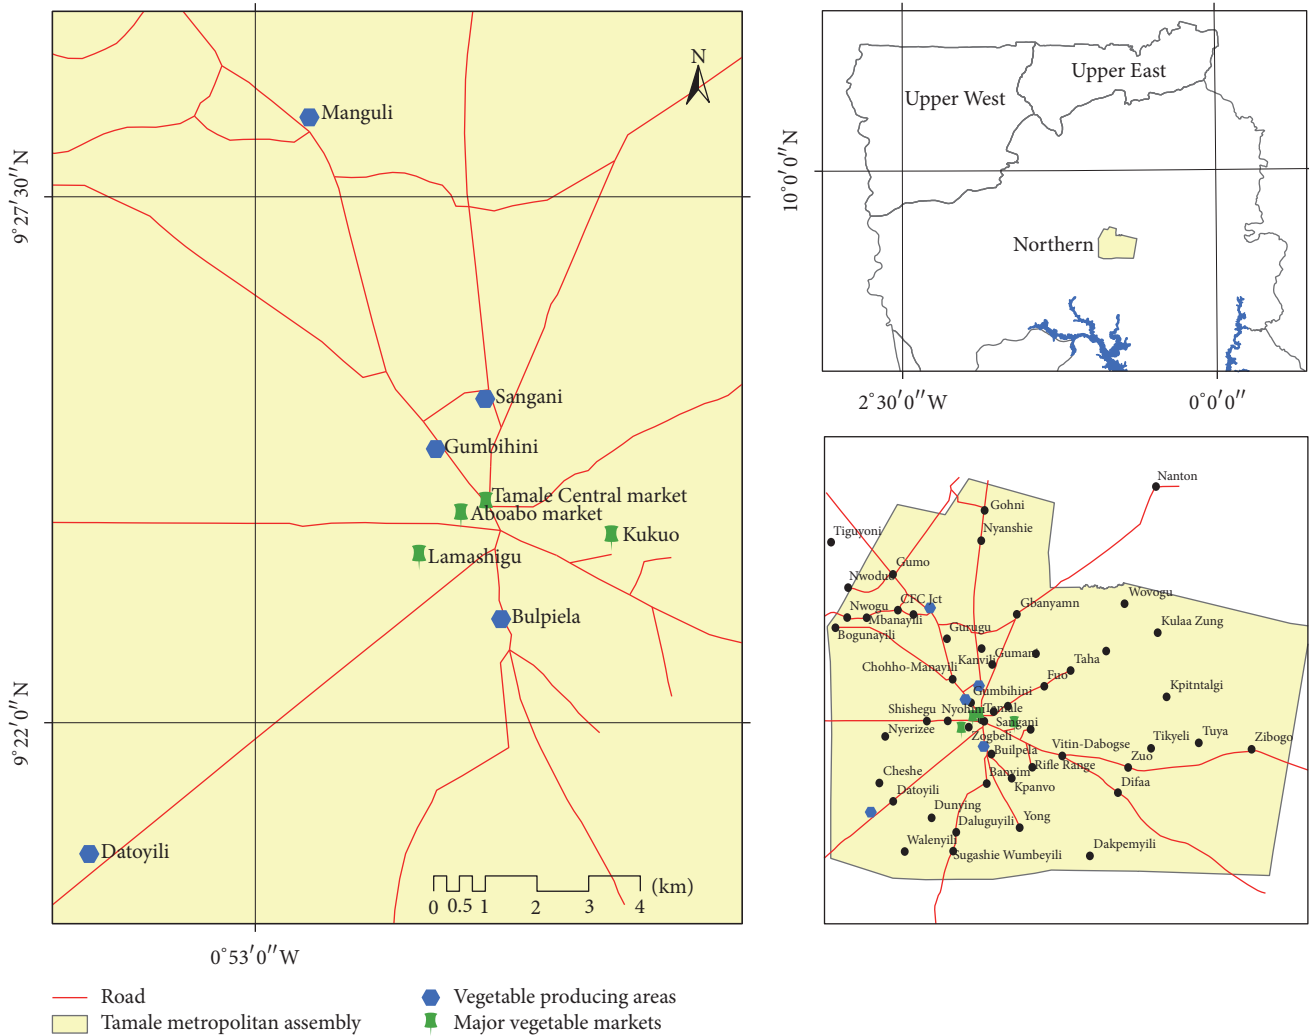 N
Manguli
9°27′30″N
Sangani
Gumbihini
Tamale Central market
Aboabo market
Kukuo
Lamashigu
Bulpiela
9°22′0″N
Datoyili
(km)
0 0.5 1 2 3 4
0°53′0″W
Road
Tamale metropolitan assembly
Vegetable producing areas
Major vegetable markets
Upper East
Upper West
10°0′0″N
Northern
2°30′0″W
0°0′0″
Nanton
Gohni
Nyanshie
Tiguyoni
Gumo
Nwodua
Wovogu
CFC Jct
Gbanyamn
Nwogu
Mbanayili
Kulaa Zung
Bogunayili
Gurugu
Gumani
Kanvili
Taha
Chohho-Manayili
Fuo
Kpitntalgi
Gumbihini
Shishegu
Nyohini
Tamale
Sangani
Nyerizee
Zogbeli
Tuya
Tikyeli
Zibogo
Vitin-Dabogse
Builpela
Zuo
Rifle Range
Cheshe
Banyim
Kpanvo
Difaa
Datoyili
Dunying
Daluguyili
Yong
Walenyili
Sugashie Wumbeyili
Dakpemyili